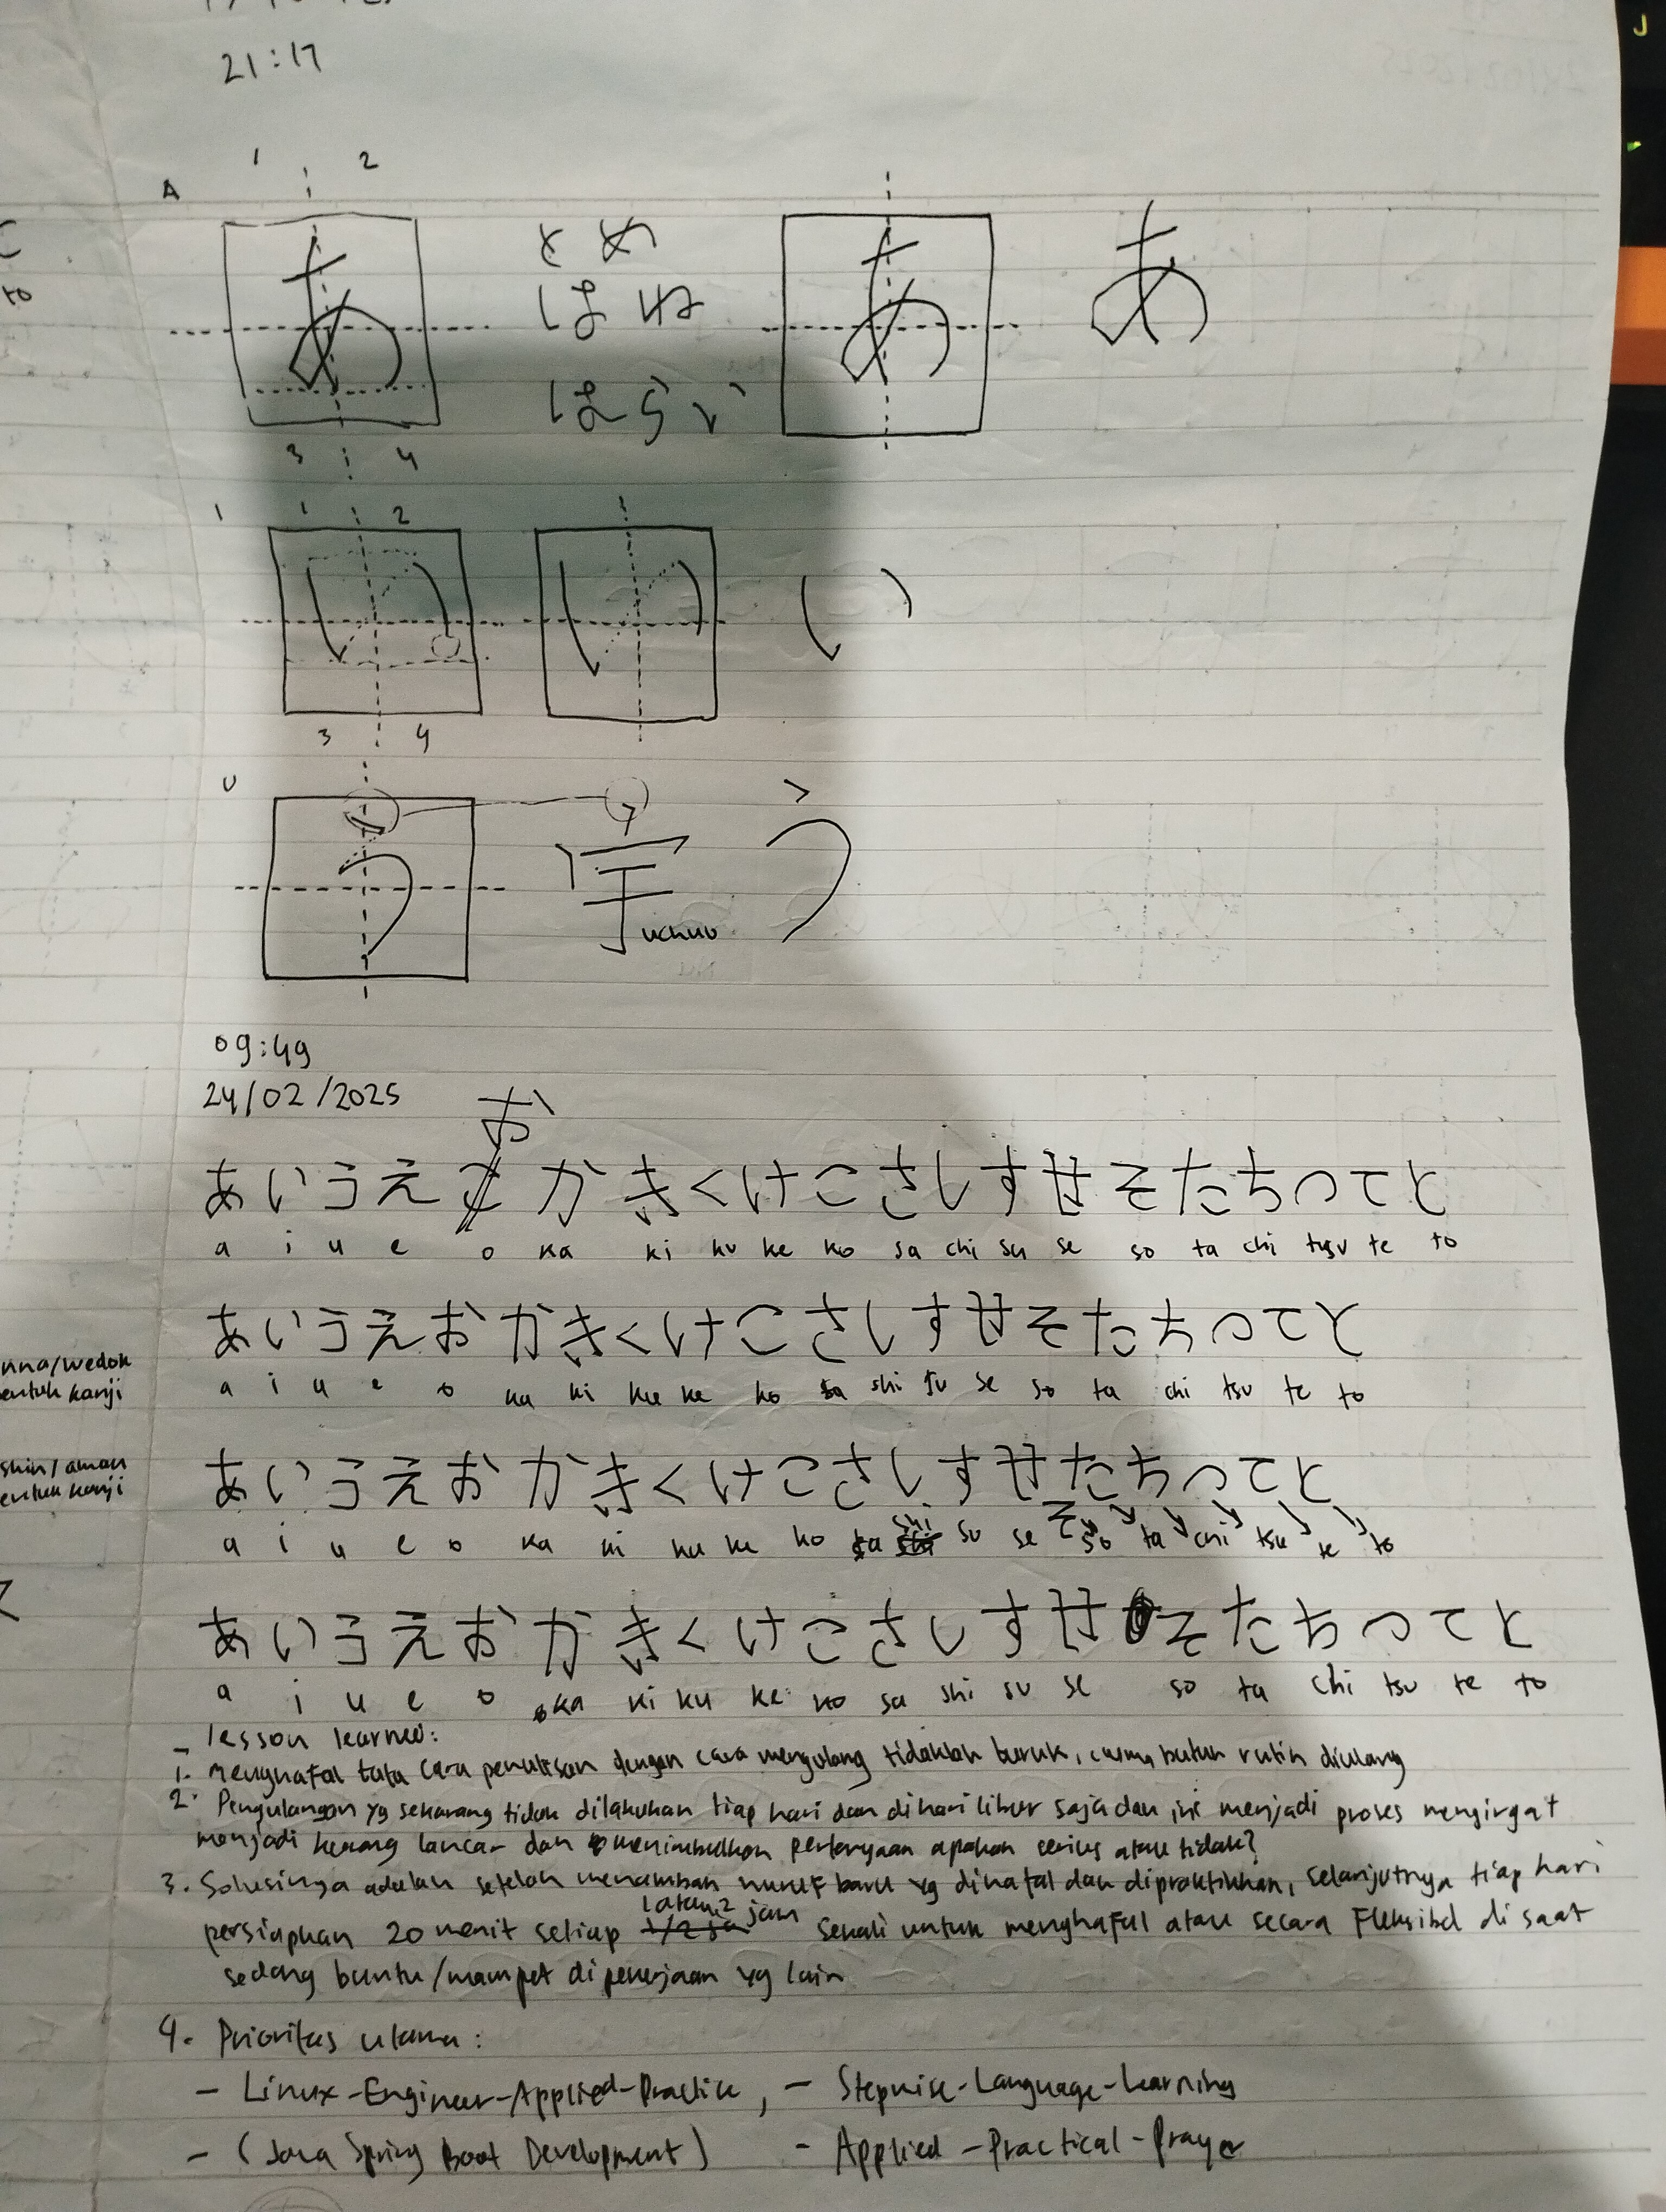 21:17
1 2
A
あ とめ あ あ
はね
はらい
3 4
1 2
い い い
3 4
U
う 宇 う
uchuu
09:49
24/02/2025
お
あいうえ かきくけこさしすせそたちつてと
a i u e o ka ki ku ke ko sa chi su se so ta chi tsu te to
あいうえおかきくけこさしすせそたちつてと
a i u e o ka ki ku ke ko sa shi su se so ta chi tsu te to
あいうえおかきくけこさしすせたちつてと
そ
shi
a i u e o ka ki ku ke ko sa su se so ta chi tsu te to
あいうえおかきくけこさしすせそたちつてと
a i u e o ka ki ku ke ko sa shi su se so ta chi tsu te to
lesson learned:
1. Menghafal tata cara penulisan dengan cara mengulang tidaklah buruk, cuma butuh rutin diulang
2. Pengulangan yg sekarang tidak dilakukan tiap hari dan dihari libur saja dan ini menjadi proses mengingat
menjadi kurang lancar dan menimbulkan pertanyaan apakah serius atau tidak?
3. Solusinya adalah setelah menambah huruf baru yg dihafal dan dipraktikkan, selanjutnya tiap hari
persiapkan 20 menit setiap jam sekali untuk menghafal atau secara Fleksibel di saat
sedang buntu/mampet di pekerjaan yg lain
4. Prioritas utama:
- Linux-Engineer-Applied-Practice, - Stepwise-Language-Learning
- (Java Spring Boot Development) - Applied-Practical-Prayer
to
wedok
kanji
shin/aman
kanji